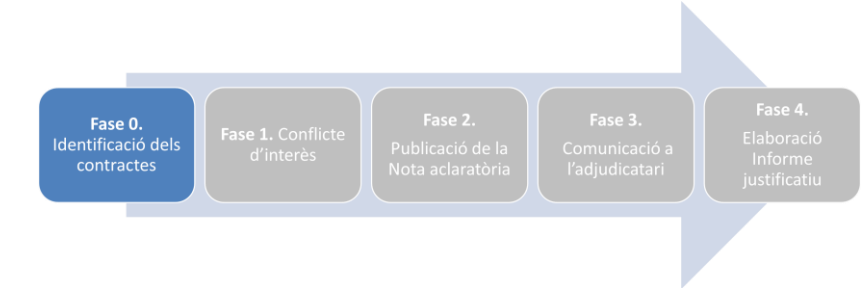 Fase 0.
Identificació dels
contractes
Fase 1. Conflicte
d'interès
Fase 2.
Publicació de la
Nota aclaratòria
Fase 3.
Comunicació a
l'adjudicatari
Fase 4.
Elaboració
Informe
justificatiu